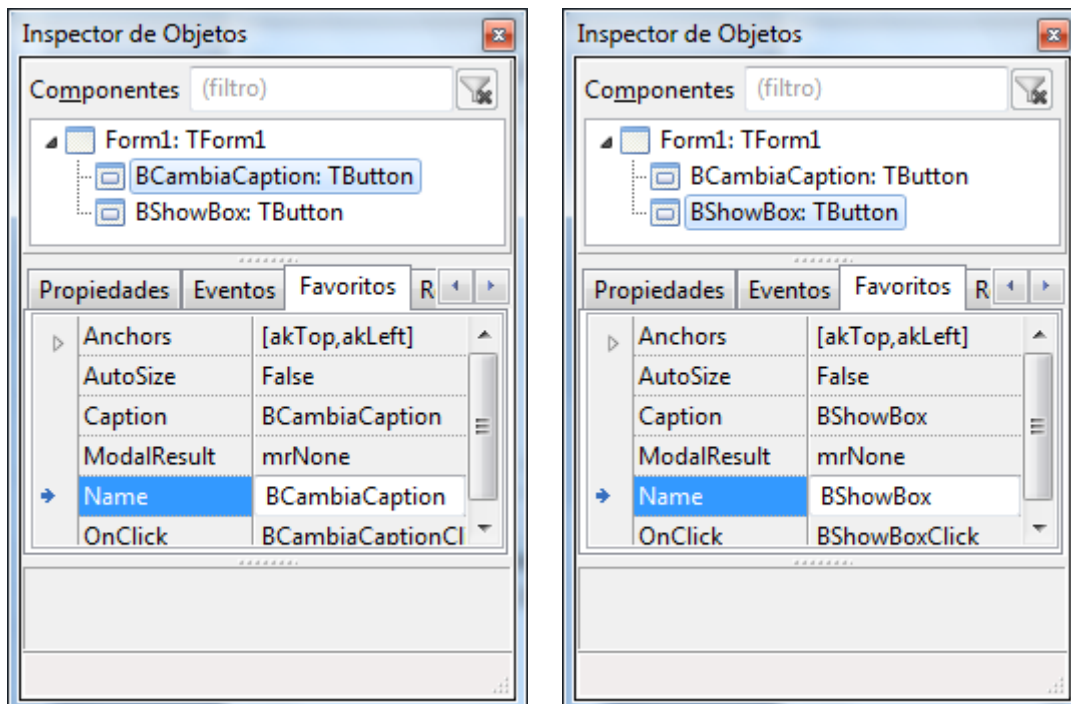 Inspector de Objetos
Componentes (filtro)
Form1: TForm1
BCambiaCaption: TButton
BShowBox: TButton
Propiedades Eventos Favoritos R
Anchors [akTop,akLeft]
AutoSize False
Caption BCambiaCaption
ModalResult mrNone
Name BCambiaCaption
OnClick BCambiaCaptionCl
Inspector de Objetos
Componentes (filtro)
Form1: TForm1
BCambiaCaption: TButton
BShowBox: TButton
Propiedades Eventos Favoritos R
Anchors [akTop,akLeft]
AutoSize False
Caption BShowBox
ModalResult mrNone
Name BShowBox
OnClick BShowBoxClick